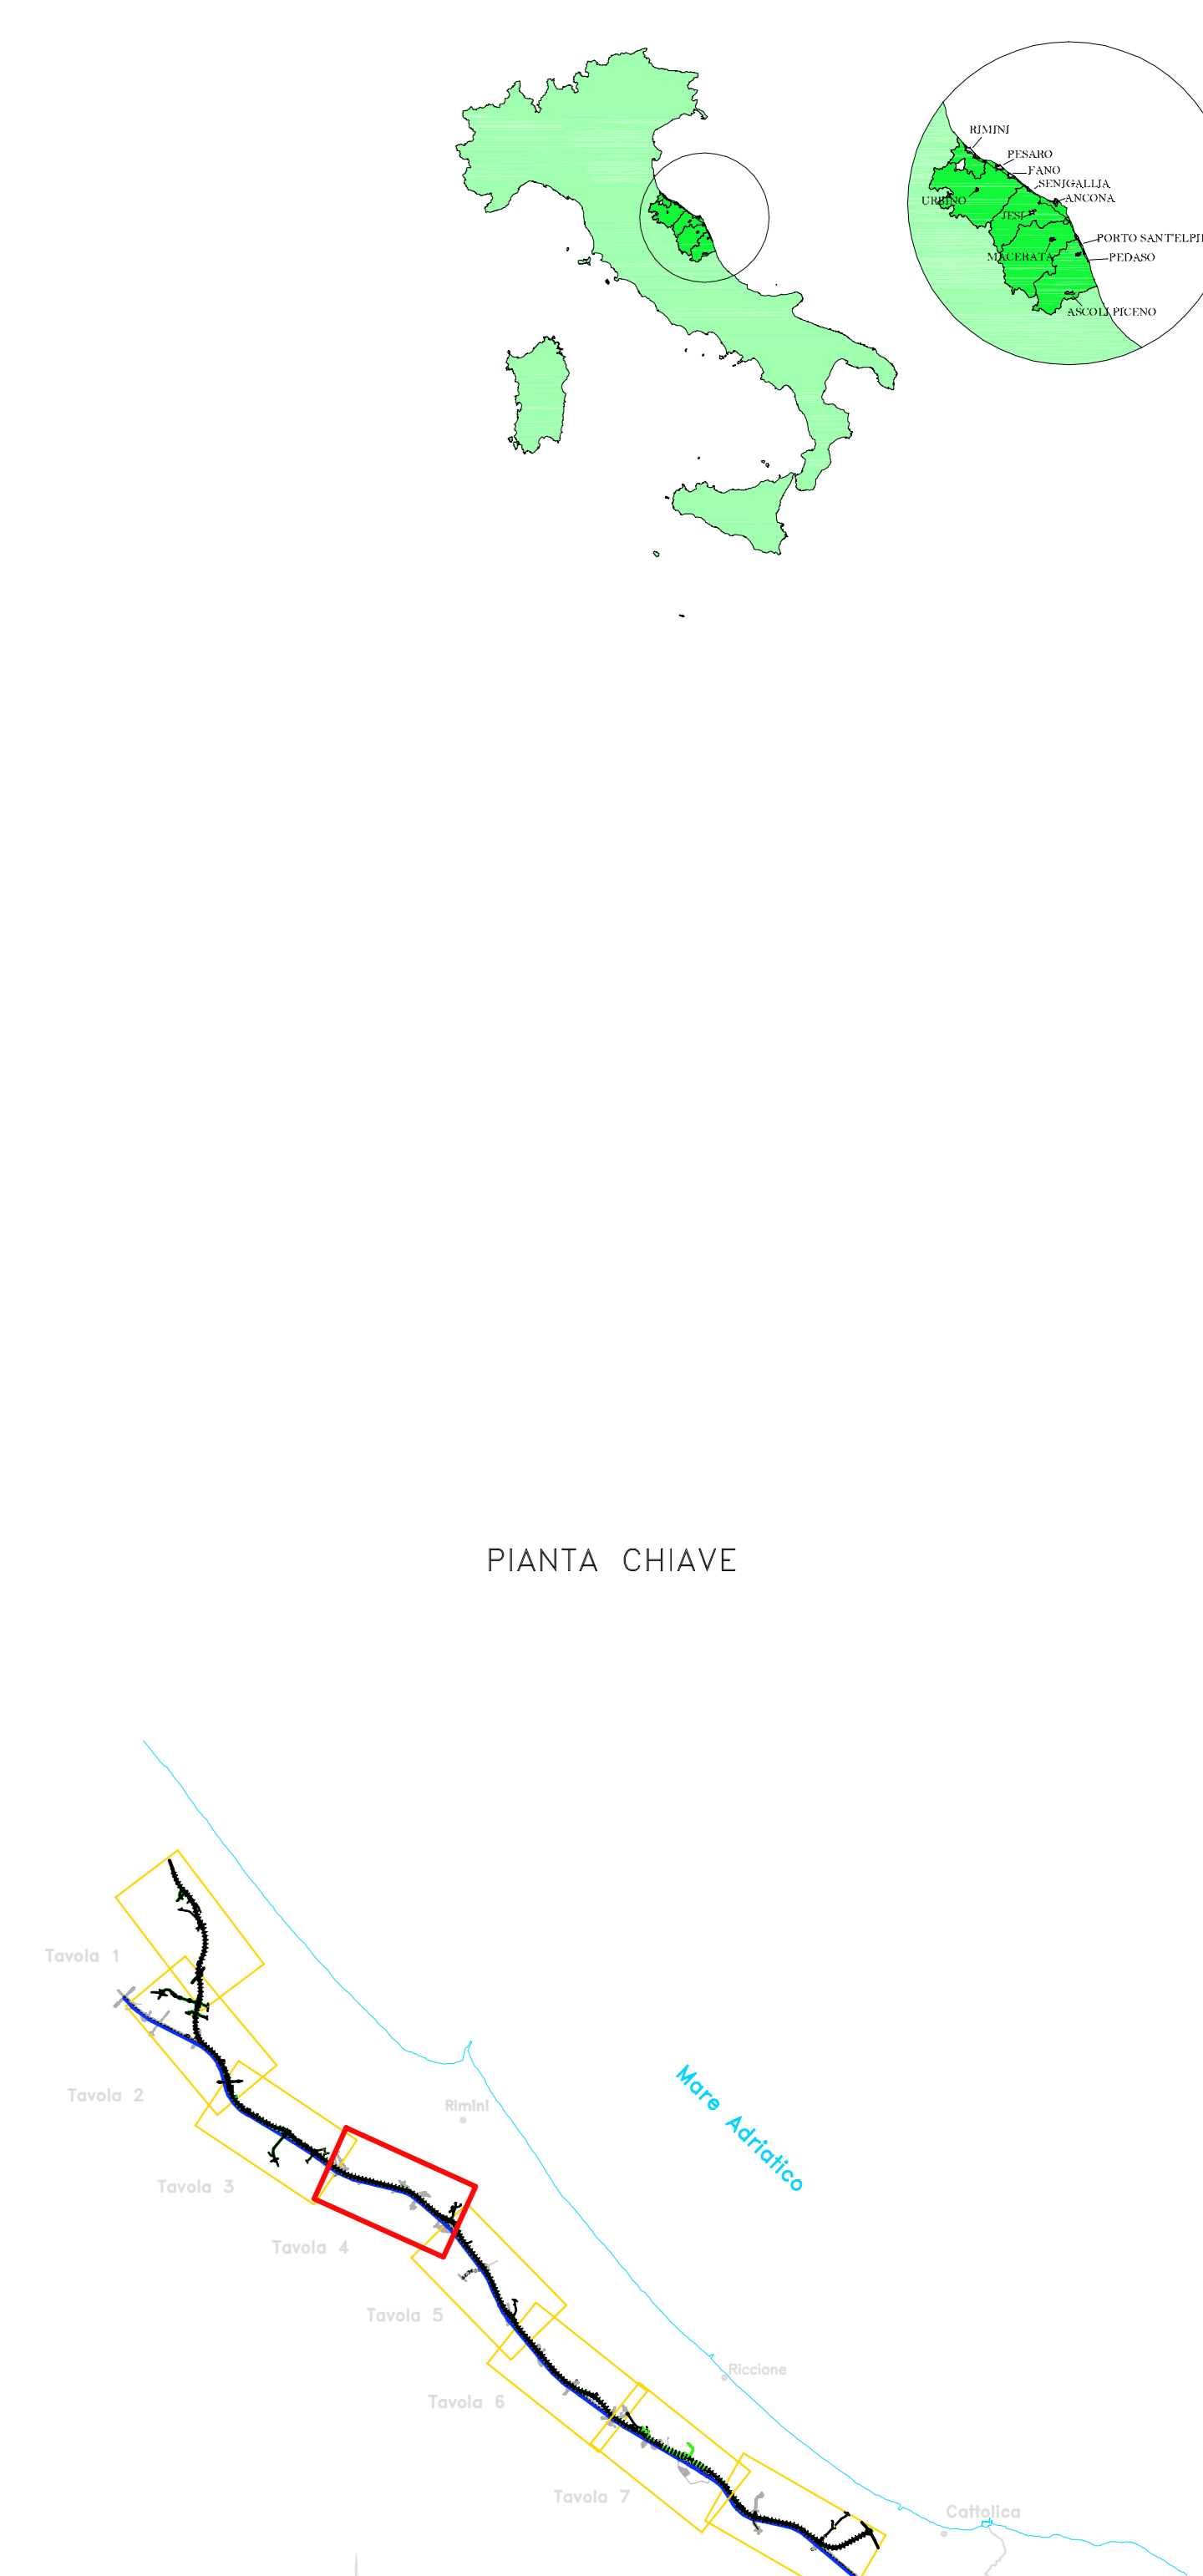 RIMINI
PESARO
FANO
SENIGALLIA
ANCONA
URBINO
JESI
PORTO SANT'ELPI
MACERATA
PEDASO
ASCOLI PICENO
PIANTA CHIAVE
Tavola 1
Mare Adriatico
Tavola 2
Rimini
Tavola 3
Tavola 4
Tavola 5
Riccione
Tavola 6
Tavola 7
Cattolica